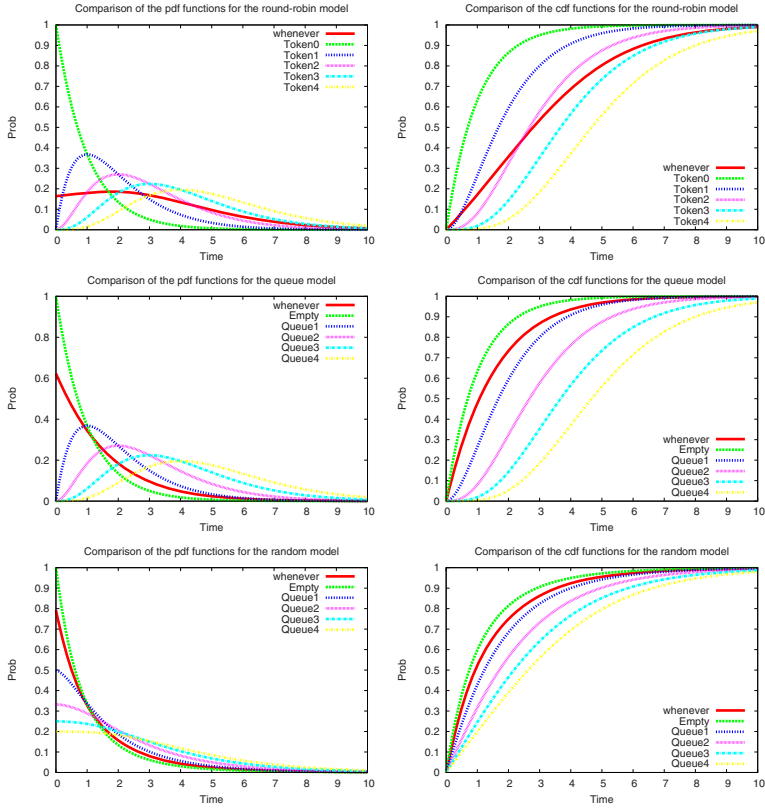 Comparison of the pdf functions for the round-robin model
1
0.9
0.8
0.7
0.6
0.5
0.4
0.3
0.2
0.1
0
Prob
whenever
Token0
Token1
Token2
Token3
Token4
0 1 2 3 4 5 6 7 8 9 10
Time
Comparison of the cdf functions for the round-robin model
1
0.9
0.8
0.7
0.6
0.5
0.4
0.3
0.2
0.1
0
Prob
whenever
Token0
Token1
Token2
Token3
Token4
0 1 2 3 4 5 6 7 8 9 10
Time
Comparison of the pdf functions for the queue model
1
0.8
0.6
0.4
0.2
0
Prob
whenever
Empty
Queue1
Queue2
Queue3
Queue4
0 1 2 3 4 5 6 7 8 9 10
Time
Comparison of the cdf functions for the queue model
1
0.9
0.8
0.7
0.6
0.5
0.4
0.3
0.2
0.1
0
Prob
whenever
Empty
Queue1
Queue2
Queue3
Queue4
0 1 2 3 4 5 6 7 8 9 10
Time
Comparison of the pdf functions for the random model
1
0.9
0.8
0.7
0.6
0.5
0.4
0.3
0.2
0.1
0
Prob
whenever
Empty
Queue1
Queue2
Queue3
Queue4
0 1 2 3 4 5 6 7 8 9 10
Time
Comparison of the cdf functions for the random model
1
0.9
0.8
0.7
0.6
0.5
0.4
0.3
0.2
0.1
0
Prob
whenever
Empty
Queue1
Queue2
Queue3
Queue4
0 1 2 3 4 5 6 7 8 9 10
Time